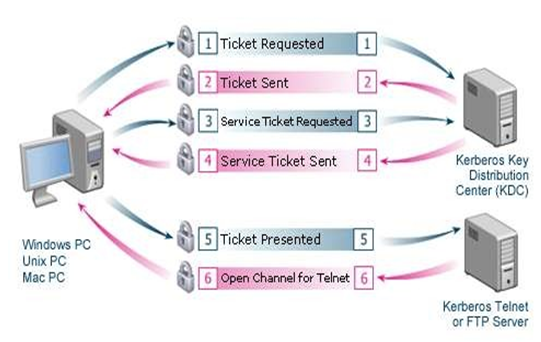 1 Ticket Requested 1
2 Ticket Sent 2
3 Service Ticket Requested 3
4 Service Ticket Sent 4
Kerberos Key
Distribution
Center (KDC)
Windows PC
Unix PC
Mac PC
5 Ticket Presented 5
6 Open Channel for Telnet 6
Kerberos Telnet
or FTP Server